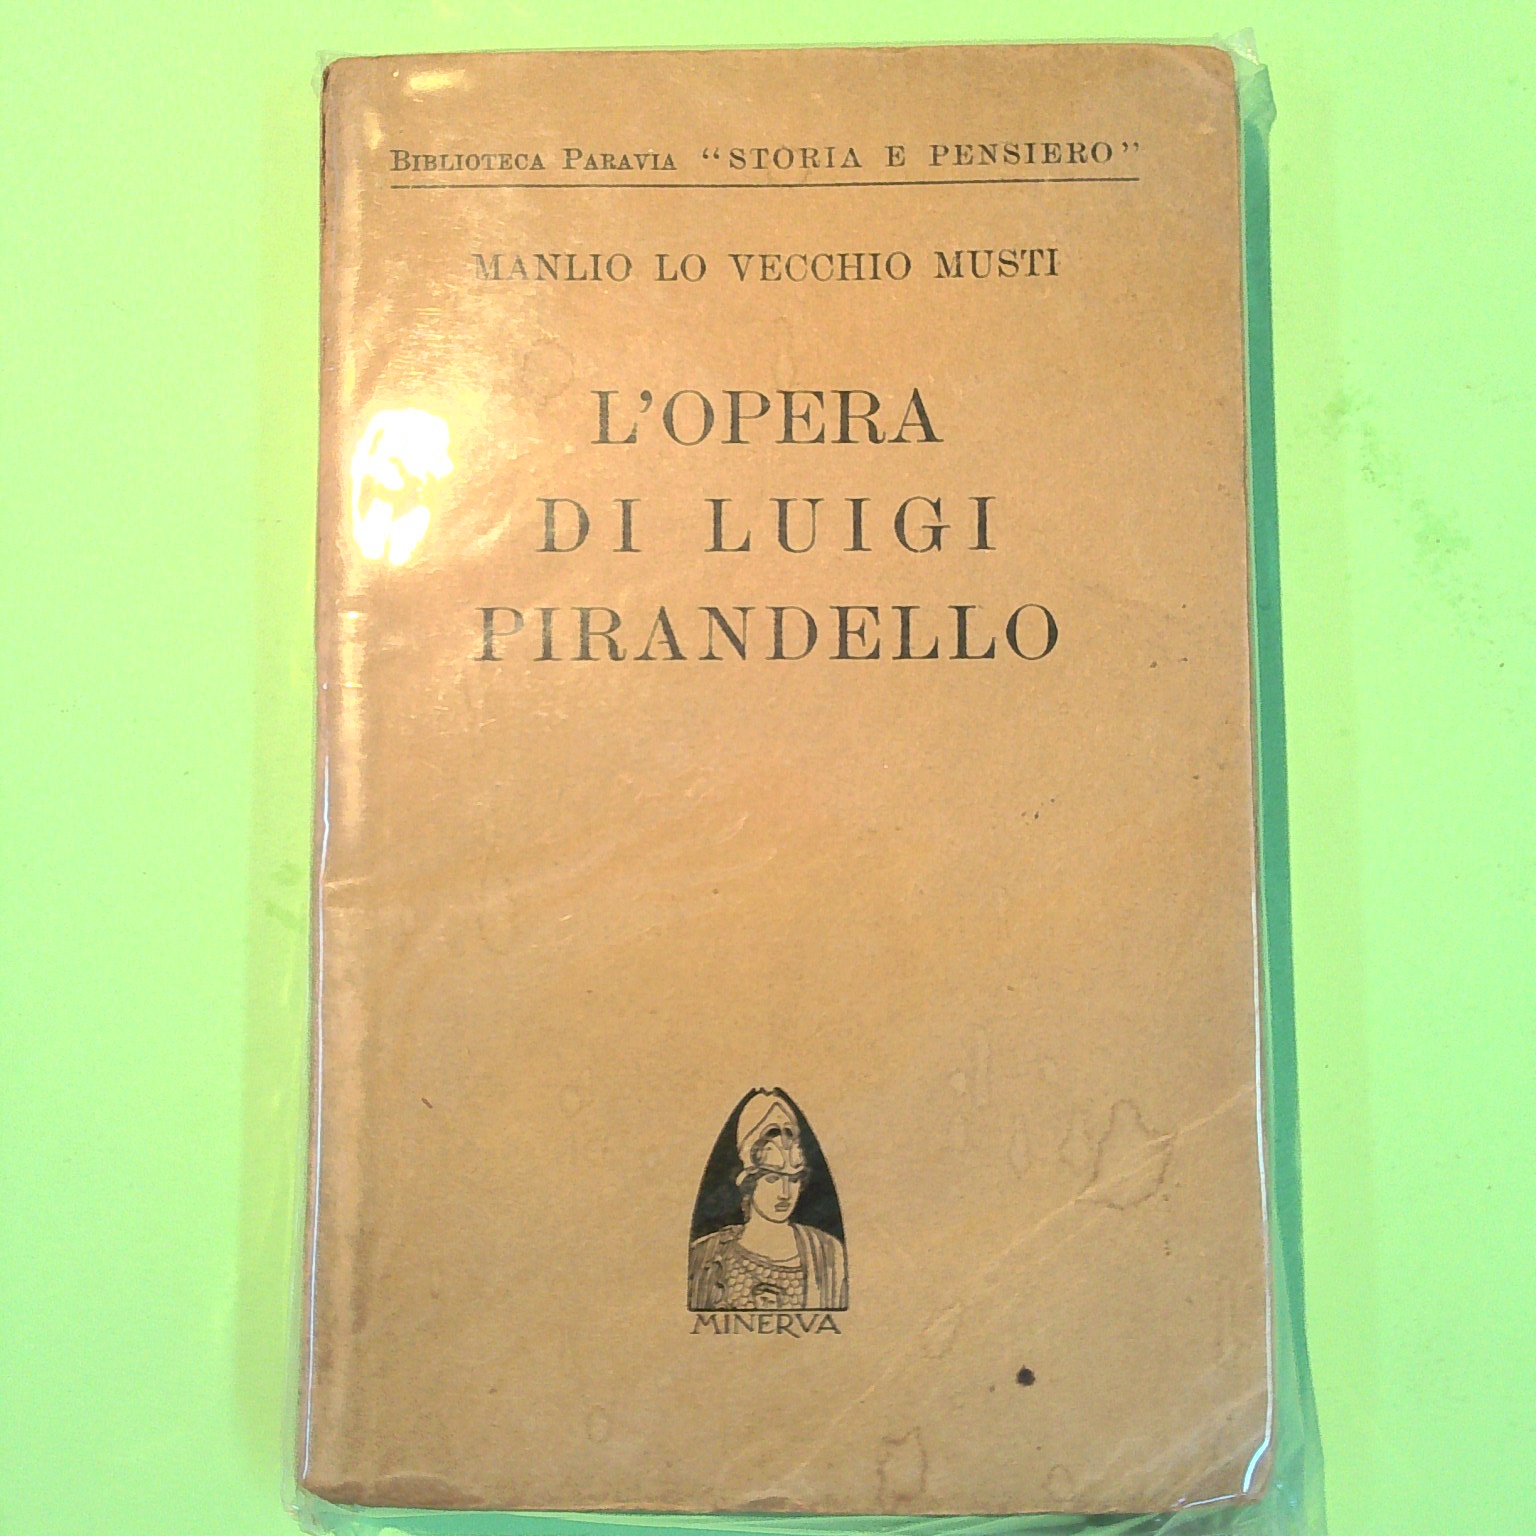 BIBLIOTECA PARAVIA “STORIA E PENSIERO”
MANLIO LO VECCHIO MUSTI
L'OPERA
DI LUIGI
PIRANDELLO
MINERVA